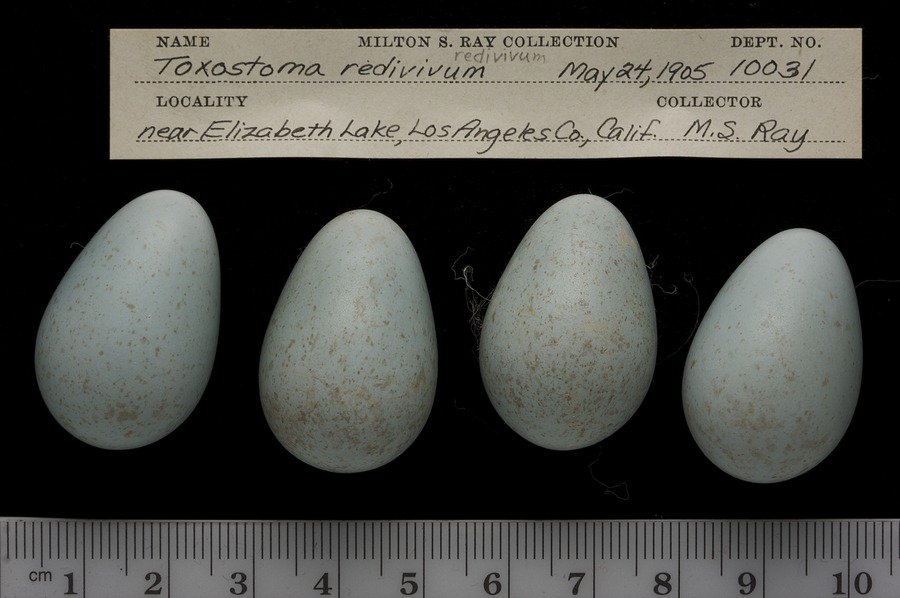 NAME MILTON S. RAY COLLECTION DEPT. NO.
redivivum
Toxostoma redivivum May 24, 1905 10031
LOCALITY COLLECTOR
near Elizabeth Lake, Los Angeles Co., Calif. M.S. Ray
cm 1 2 3 4 5 6 7 8 9 10